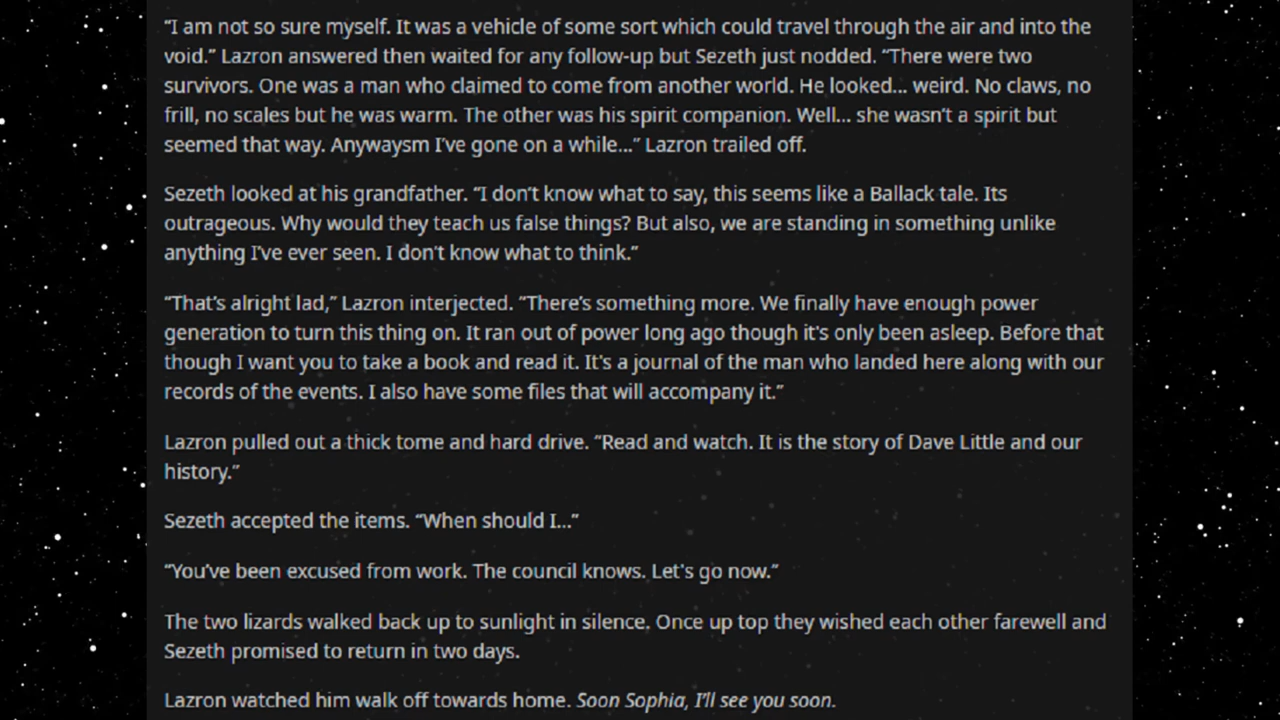 “I am not so sure myself. It was a vehicle of some sort which could travel through the air and into the
void.” Lazron answered then waited for any follow-up but Sezeth just nodded. “There were two
survivors. One was a man who claimed to come from another world. He looked... weird. No claws, no
frill, no scales but he was warm. The other was his spirit companion. Well... she wasn’t a spirit but
seemed that way. Anywaysm I’ve gone on a while...” Lazron trailed off.
Sezeth looked at his grandfather. “I don’t know what to say, this seems like a Ballack tale. Its
outrageous. Why would they teach us false things? But also, we are standing in something unlike
anything I’ve ever seen. I don’t know what to think.”
“That’s alright lad,” Lazron interjected. “There’s something more. We finally have enough power
generation to turn this thing on. It ran out of power long ago though it's only been asleep. Before that
though I want you to take a book and read it. It's a journal of the man who landed here along with our
records of the events. I also have some files that will accompany it.”
Lazron pulled out a thick tome and hard drive. “Read and watch. It is the story of Dave Little and our
history.”
Sezeth accepted the items. “When should I...”
“You’ve been excused from work. The council knows. Let's go now.”
The two lizards walked back up to sunlight in silence. Once up top they wished each other farewell and
Sezeth promised to return in two days.
Lazron watched him walk off towards home. Soon Sophia, I’ll see you soon.